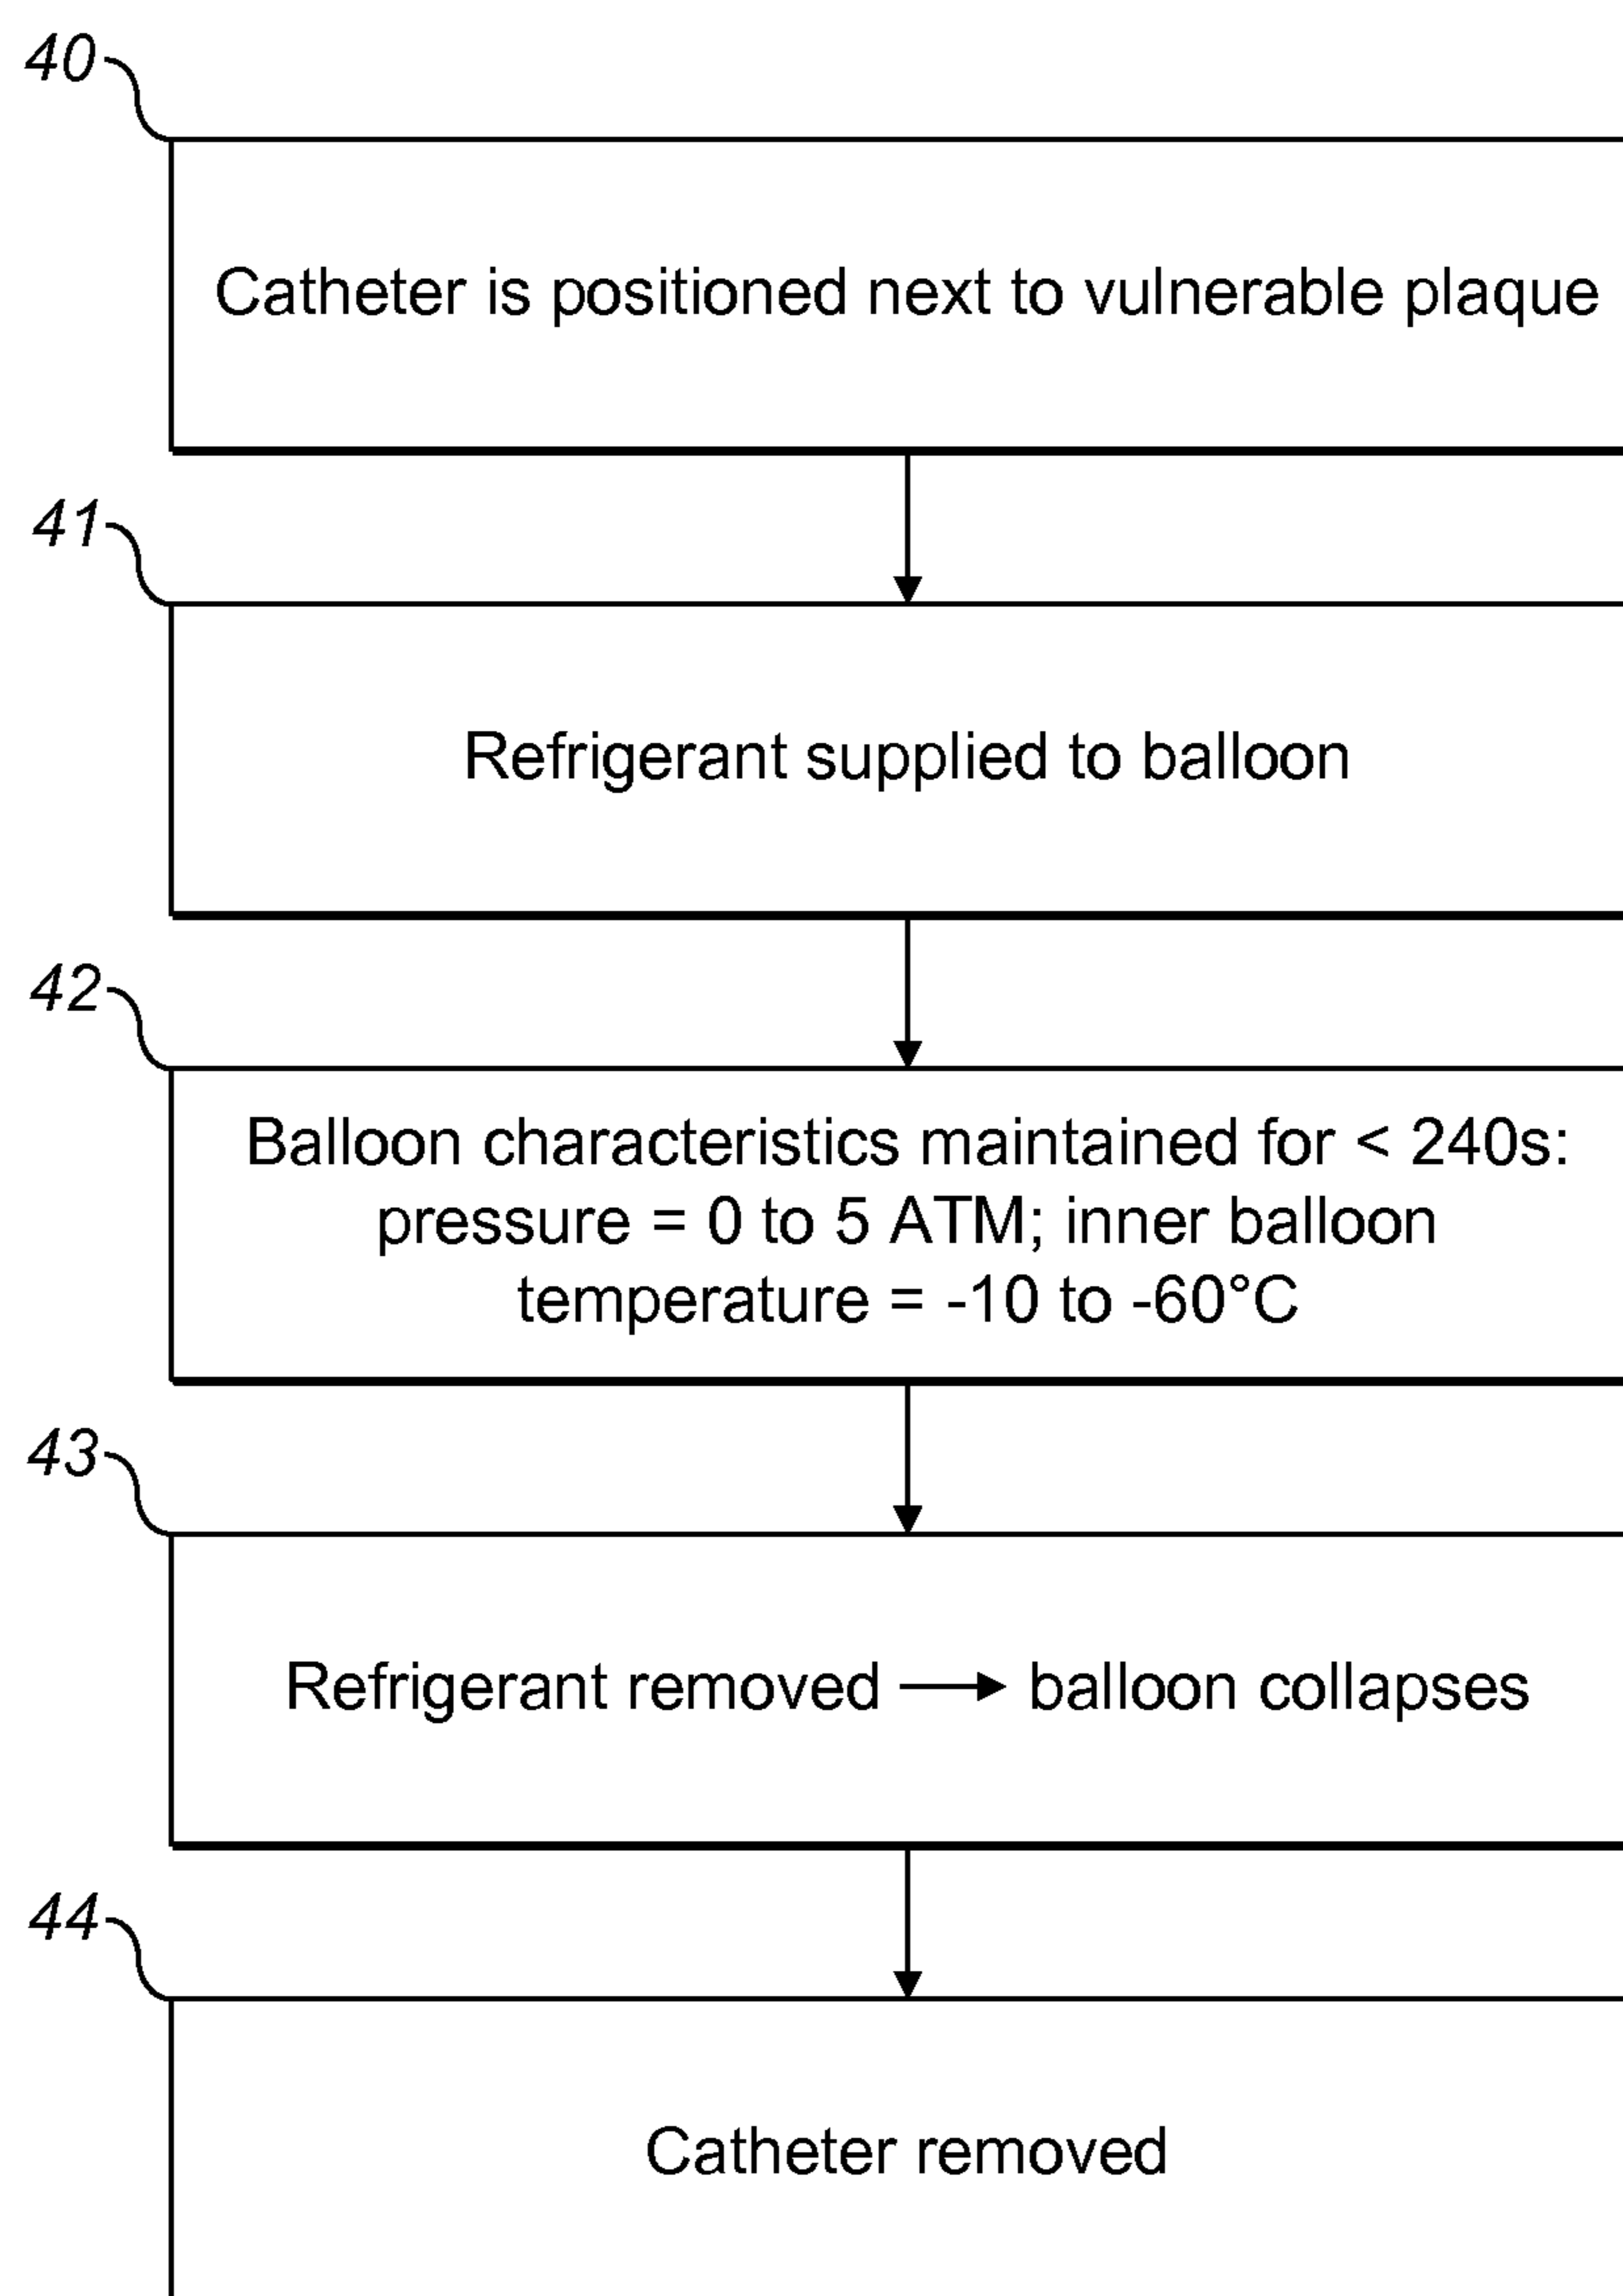 40
Catheter is positioned next to vulnerable plaque
41
Refrigerant supplied to balloon
42
Balloon characteristics maintained for < 240s:
pressure = 0 to 5 ATM; inner balloon
temperature = -10 to -60°C
43
Refrigerant removed → balloon collapses
44
Catheter removed